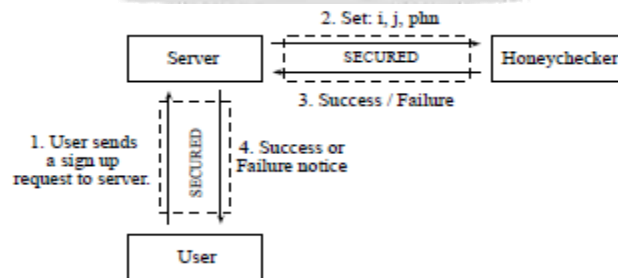 2. Set: i, j, phn
Server
SECURED
Honeychecker
3. Success / Failure
1. User sends
a sign up
request to server.
SECURED
4. Success or
Failure notice
User